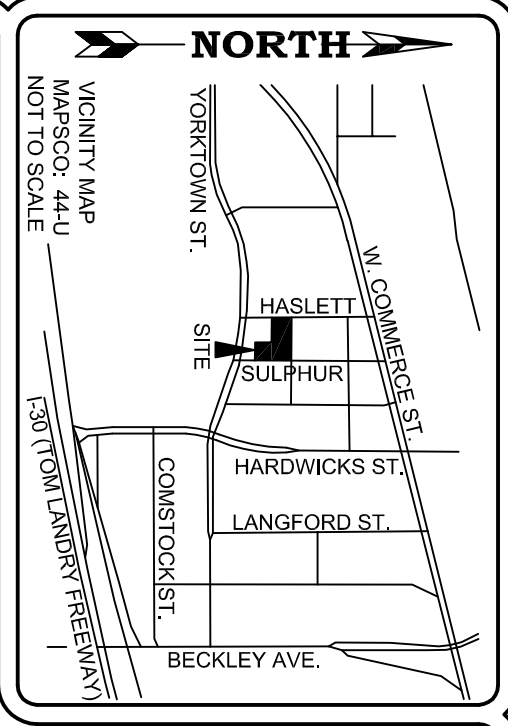 NORTH
YORKTOWN ST.
W. COMMERCE ST.
HASLETT
SITE
SULPHUR
HARDWICKS ST.
LANGFORD ST.
COMSTOCK ST.
BECKLEY AVE.
I-30 (TOM LANDRY FREEWAY)
VICINITY MAP
MAPSCO: 44-U
NOT TO SCALE